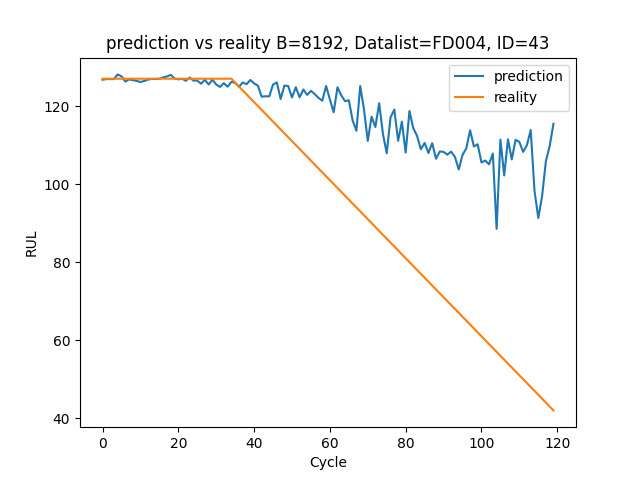 prediction vs reality B=8192, Datalist=FD004, ID=43
prediction
reality
RUL
120
100
80
60
40
0 20 40 60 80 100 120
Cycle